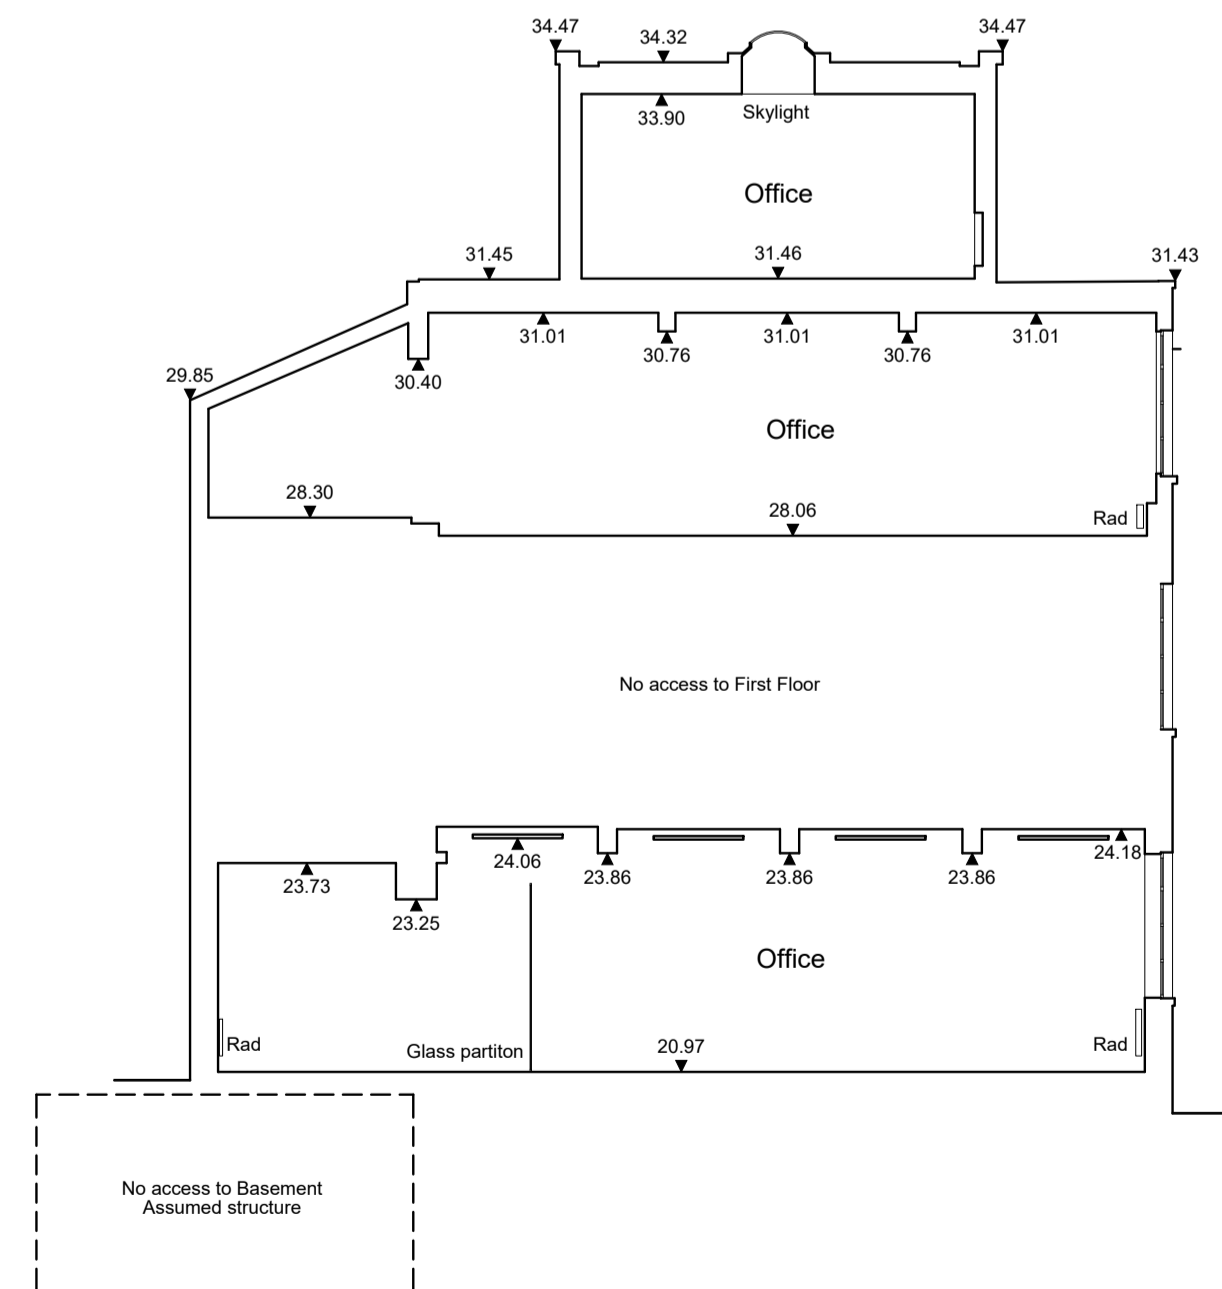 34.47
34.32
34.47
33.90
Skylight
Office
31.45
31.46
31.43
31.01
31.01
31.01
30.76
30.76
29.85
30.40
Office
28.30
28.06
Rad
No access to First Floor
24.06
24.18
23.73
23.86
23.86
23.86
23.25
Office
Rad
Glass partiton
20.97
Rad
No access to Basement
Assumed structure